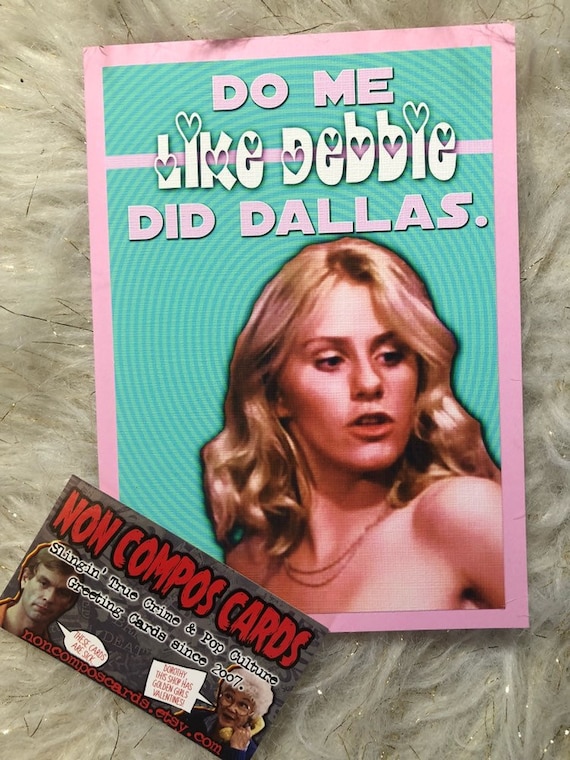 DO ME
LIKE DEBBIE
DID DALLAS.
NON COMPOS CARDS
Slingin' True Crime & Pop Culture
Greeting Cards since 2007.
THESE CARDS
ARE SICK.
DOROTHY,
THIS SHOP HAS
GOLDEN GIRLS
VALENTINES!
noncomposcards.etsy.com